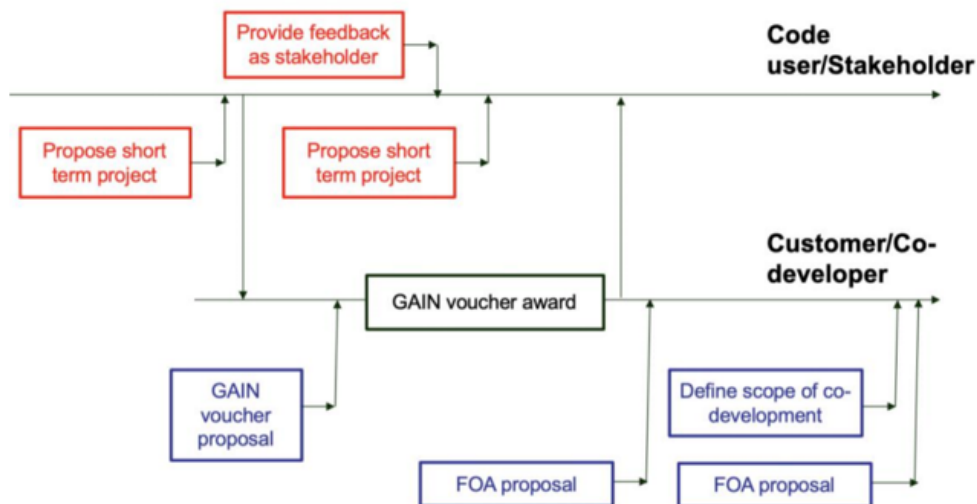 Provide feedback
as stakeholder
Code
user/Stakeholder
Propose short
term project
Propose short
term project
Customer/Co-
developer
GAIN voucher award
GAIN
voucher
proposal
Define scope of co-
development
FOA proposal
FOA proposal